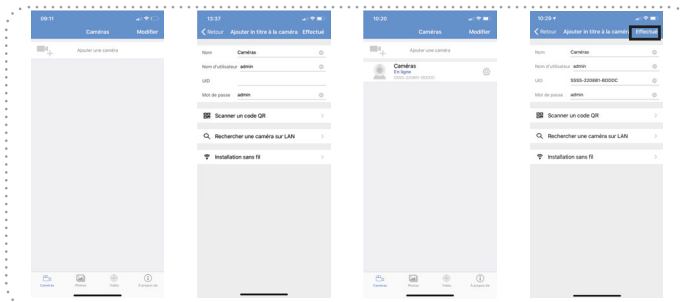 09:11
Caméras
Modifier
Ajouter une caméra
Caméras
Photos
Vidéo
À propos de
13:37
Retour
Ajouter in titre à la caméra
Effectué
Nom
Caméras
Nom d'utilisateur
admin
UID
Mot de passe
admin
Scanner un code QR
Rechercher une caméra sur LAN
Installation sans fil
10:20
Caméras
Modifier
Ajouter une caméra
Caméras
En ligne
Caméras
Photos
Vidéo
À propos de
10:29
Retour
Ajouter in titre à la caméra
Effectué
Nom
Caméras
Nom d'utilisateur
admin
UID
Mot de passe
admin
Scanner un code QR
Rechercher une caméra sur LAN
Installation sans fil